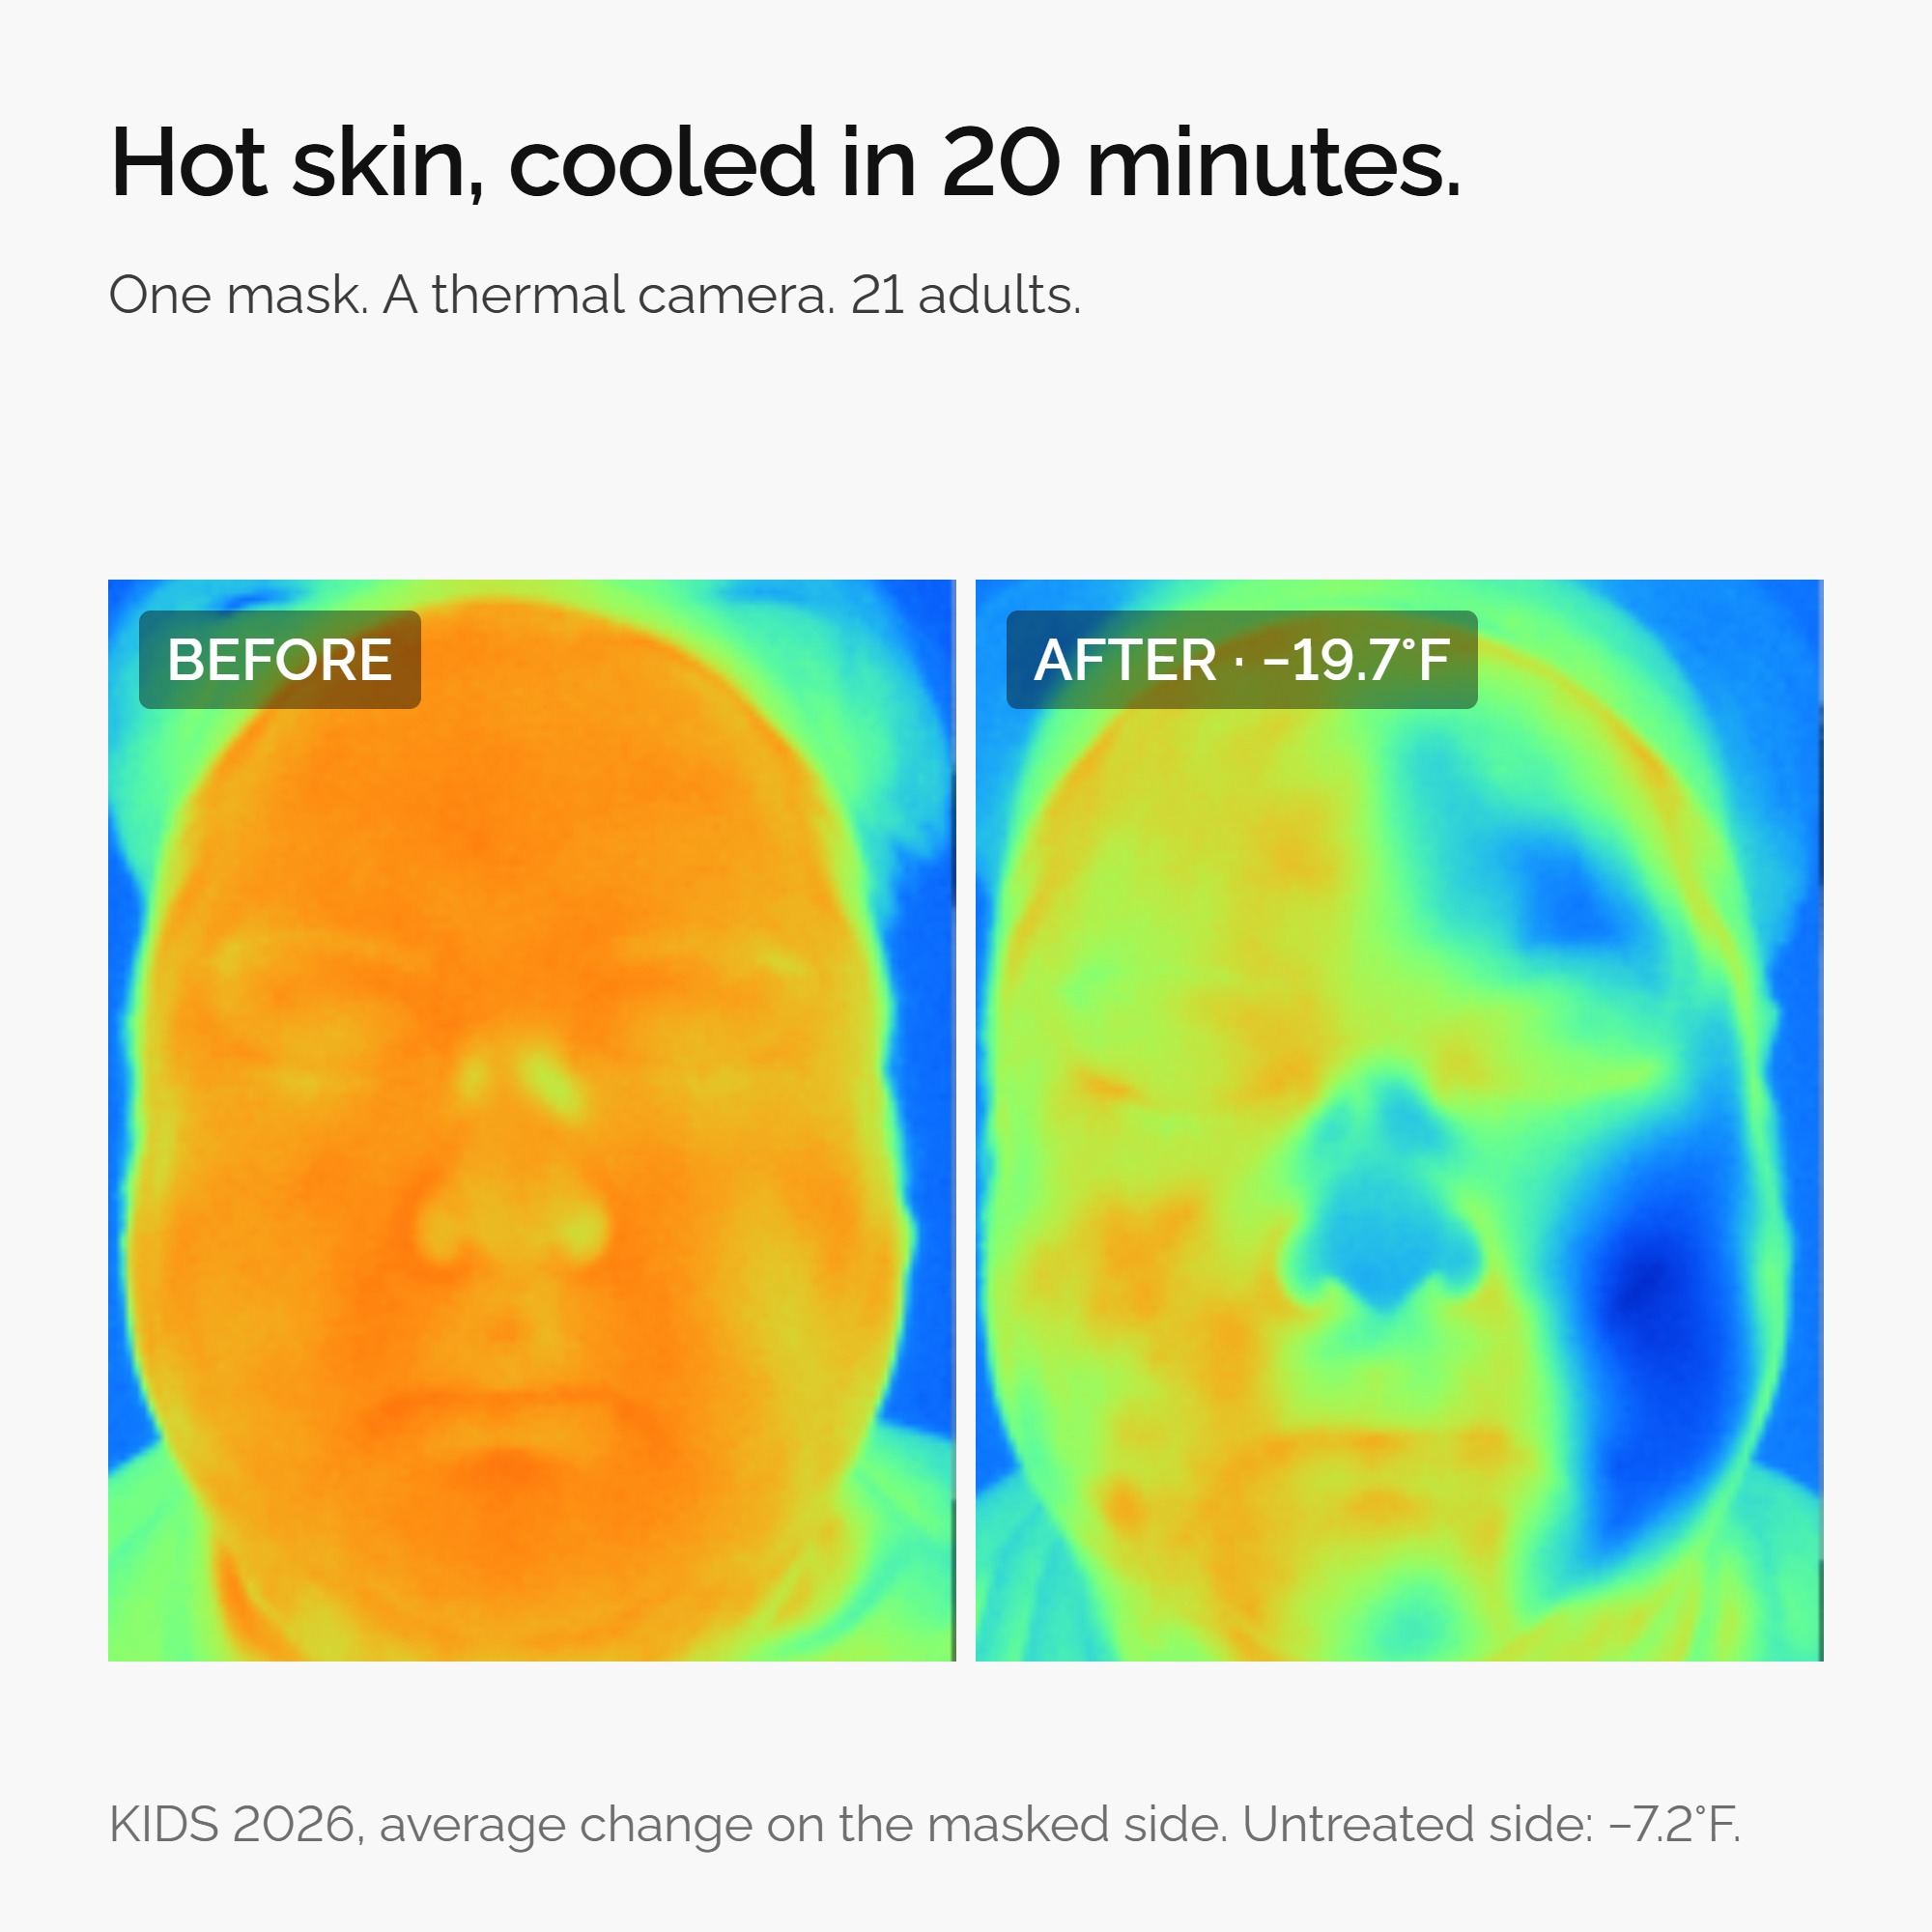 Hot skin, cooled in 20 minutes.
One mask. A thermal camera. 21 adults.
BEFORE
AFTER · –19.7°F
KIDS 2026, average change on the masked side. Untreated side: –7.2°F.